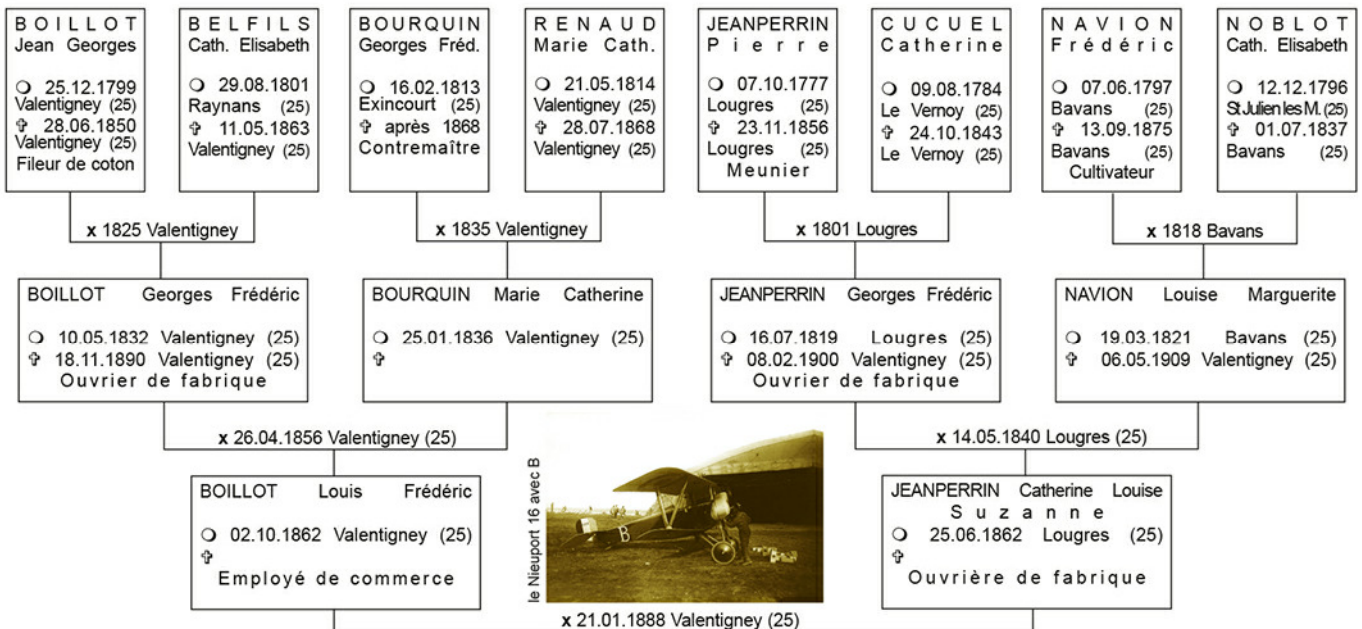 BOILLOT
Jean Georges
❍ 25.12.1799
Valentigney (25)
✞ 28.06.1850
Valentigney (25)
Fileur de coton
BELFILS
Cath. Elisabeth
❍ 29.08.1801
Raynans (25)
✞ 11.05.1863
Valentigney (25)
BOURQUIN
Georges Fréd.
❍ 16.02.1813
Exincourt (25)
✞ après 1868
Contremaître
RENAUD
Marie Cath.
❍ 21.05.1814
Valentigney (25)
✞ 28.07.1868
Valentigney (25)
JEANPERRIN
Pierre
❍ 07.10.1777
Lougres (25)
✞ 23.11.1856
Lougres (25)
Meunier
CUCUEL
Catherine
❍ 09.08.1784
Le Vernoy (25)
✞ 24.10.1843
Le Vernoy (25)
NAVION
Frédéric
❍ 07.06.1797
Bavans (25)
✞ 13.09.1875
Bavans (25)
Cultivateur
NOBLOT
Cath. Elisabeth
❍ 12.12.1796
St Julien les M. (25)
✞ 01.07.1837
Bavans (25)
x 1825 Valentigney
x 1835 Valentigney
x 1801 Lougres
x 1818 Bavans
BOILLOT Georges Frédéric
❍ 10.05.1832 Valentigney (25)
✞ 18.11.1890 Valentigney (25)
Ouvrier de fabrique
BOURQUIN Marie Catherine
❍ 25.01.1836 Valentigney (25)
✞
JEANPERRIN Georges Frédéric
❍ 16.07.1819 Lougres (25)
✞ 08.02.1900 Valentigney (25)
Ouvrier de fabrique
NAVION Louise Marguerite
❍ 19.03.1821 Bavans (25)
✞ 06.05.1909 Valentigney (25)
x 26.04.1856 Valentigney (25)
x 14.05.1840 Lougres (25)
BOILLOT Louis Frédéric
❍ 02.10.1862 Valentigney (25)
✞
Employé de commerce
le Nieuport 16 avec B
B
JEANPERRIN Catherine Louise
Suzanne
❍ 25.06.1862 Lougres (25)
✞
Ouvrière de fabrique
x 21.01.1888 Valentigney (25)